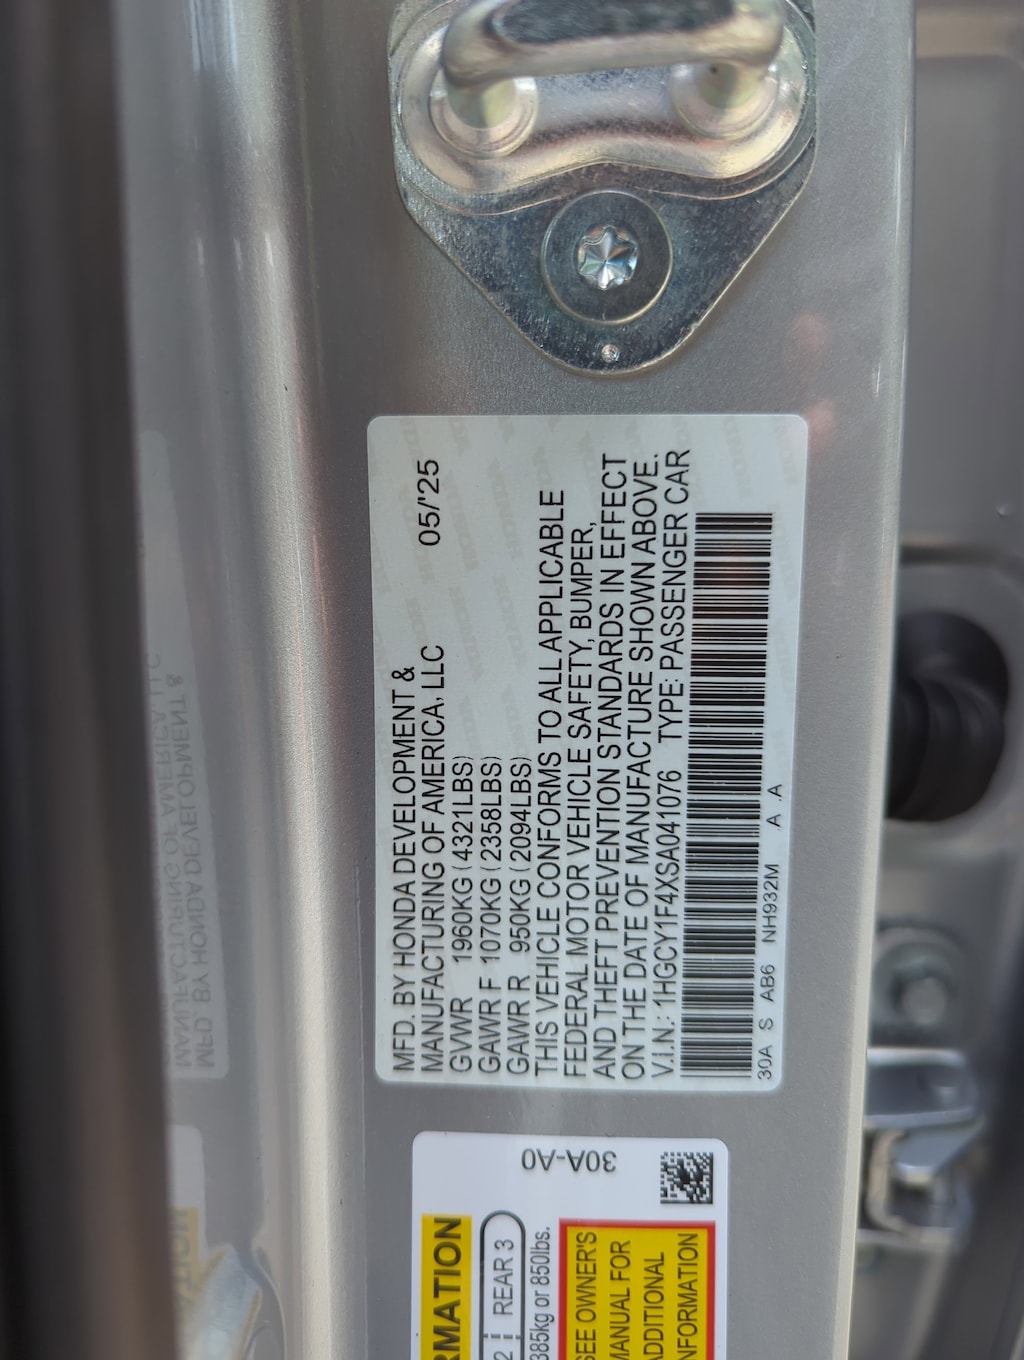 MFD. BY HONDA DEVELOPMENT &
MANUFACTURING OF AMERICA, LLC 05/'25
GVWR 1960KG (4321LBS)
GAWR F 1070KG (2358LBS)
GAWR R 950KG (2094LBS)
THIS VEHICLE CONFORMS TO ALL APPLICABLE
FEDERAL MOTOR VEHICLE SAFETY, BUMPER,
AND THEFT PREVENTION STANDARDS IN EFFECT
ON THE DATE OF MANUFACTURE SHOWN ABOVE.
V.I.N.: 1HGCY1F4XSA041076 TYPE: PASSENGER CAR
30A S AB6 NH932M A .A
30A-A0
RMATION
2 REAR 3
385kg or 850lbs.
SEE OWNER'S
MANUAL FOR
ADDITIONAL
INFORMATION